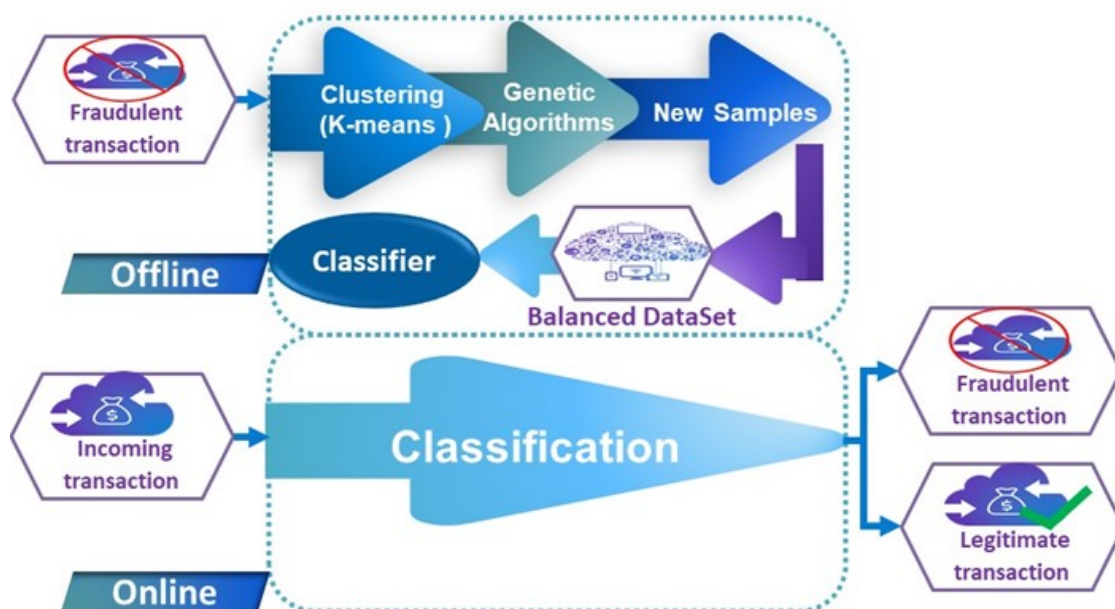 Fraudulent
transaction
Clustering
(K-means )
Genetic
Algorithms
New Samples
Offline
Classifier
Balanced DataSet
Incoming
transaction
$
Classification
Fraudulent
transaction
$
Legitimate
transaction
$
Online
$